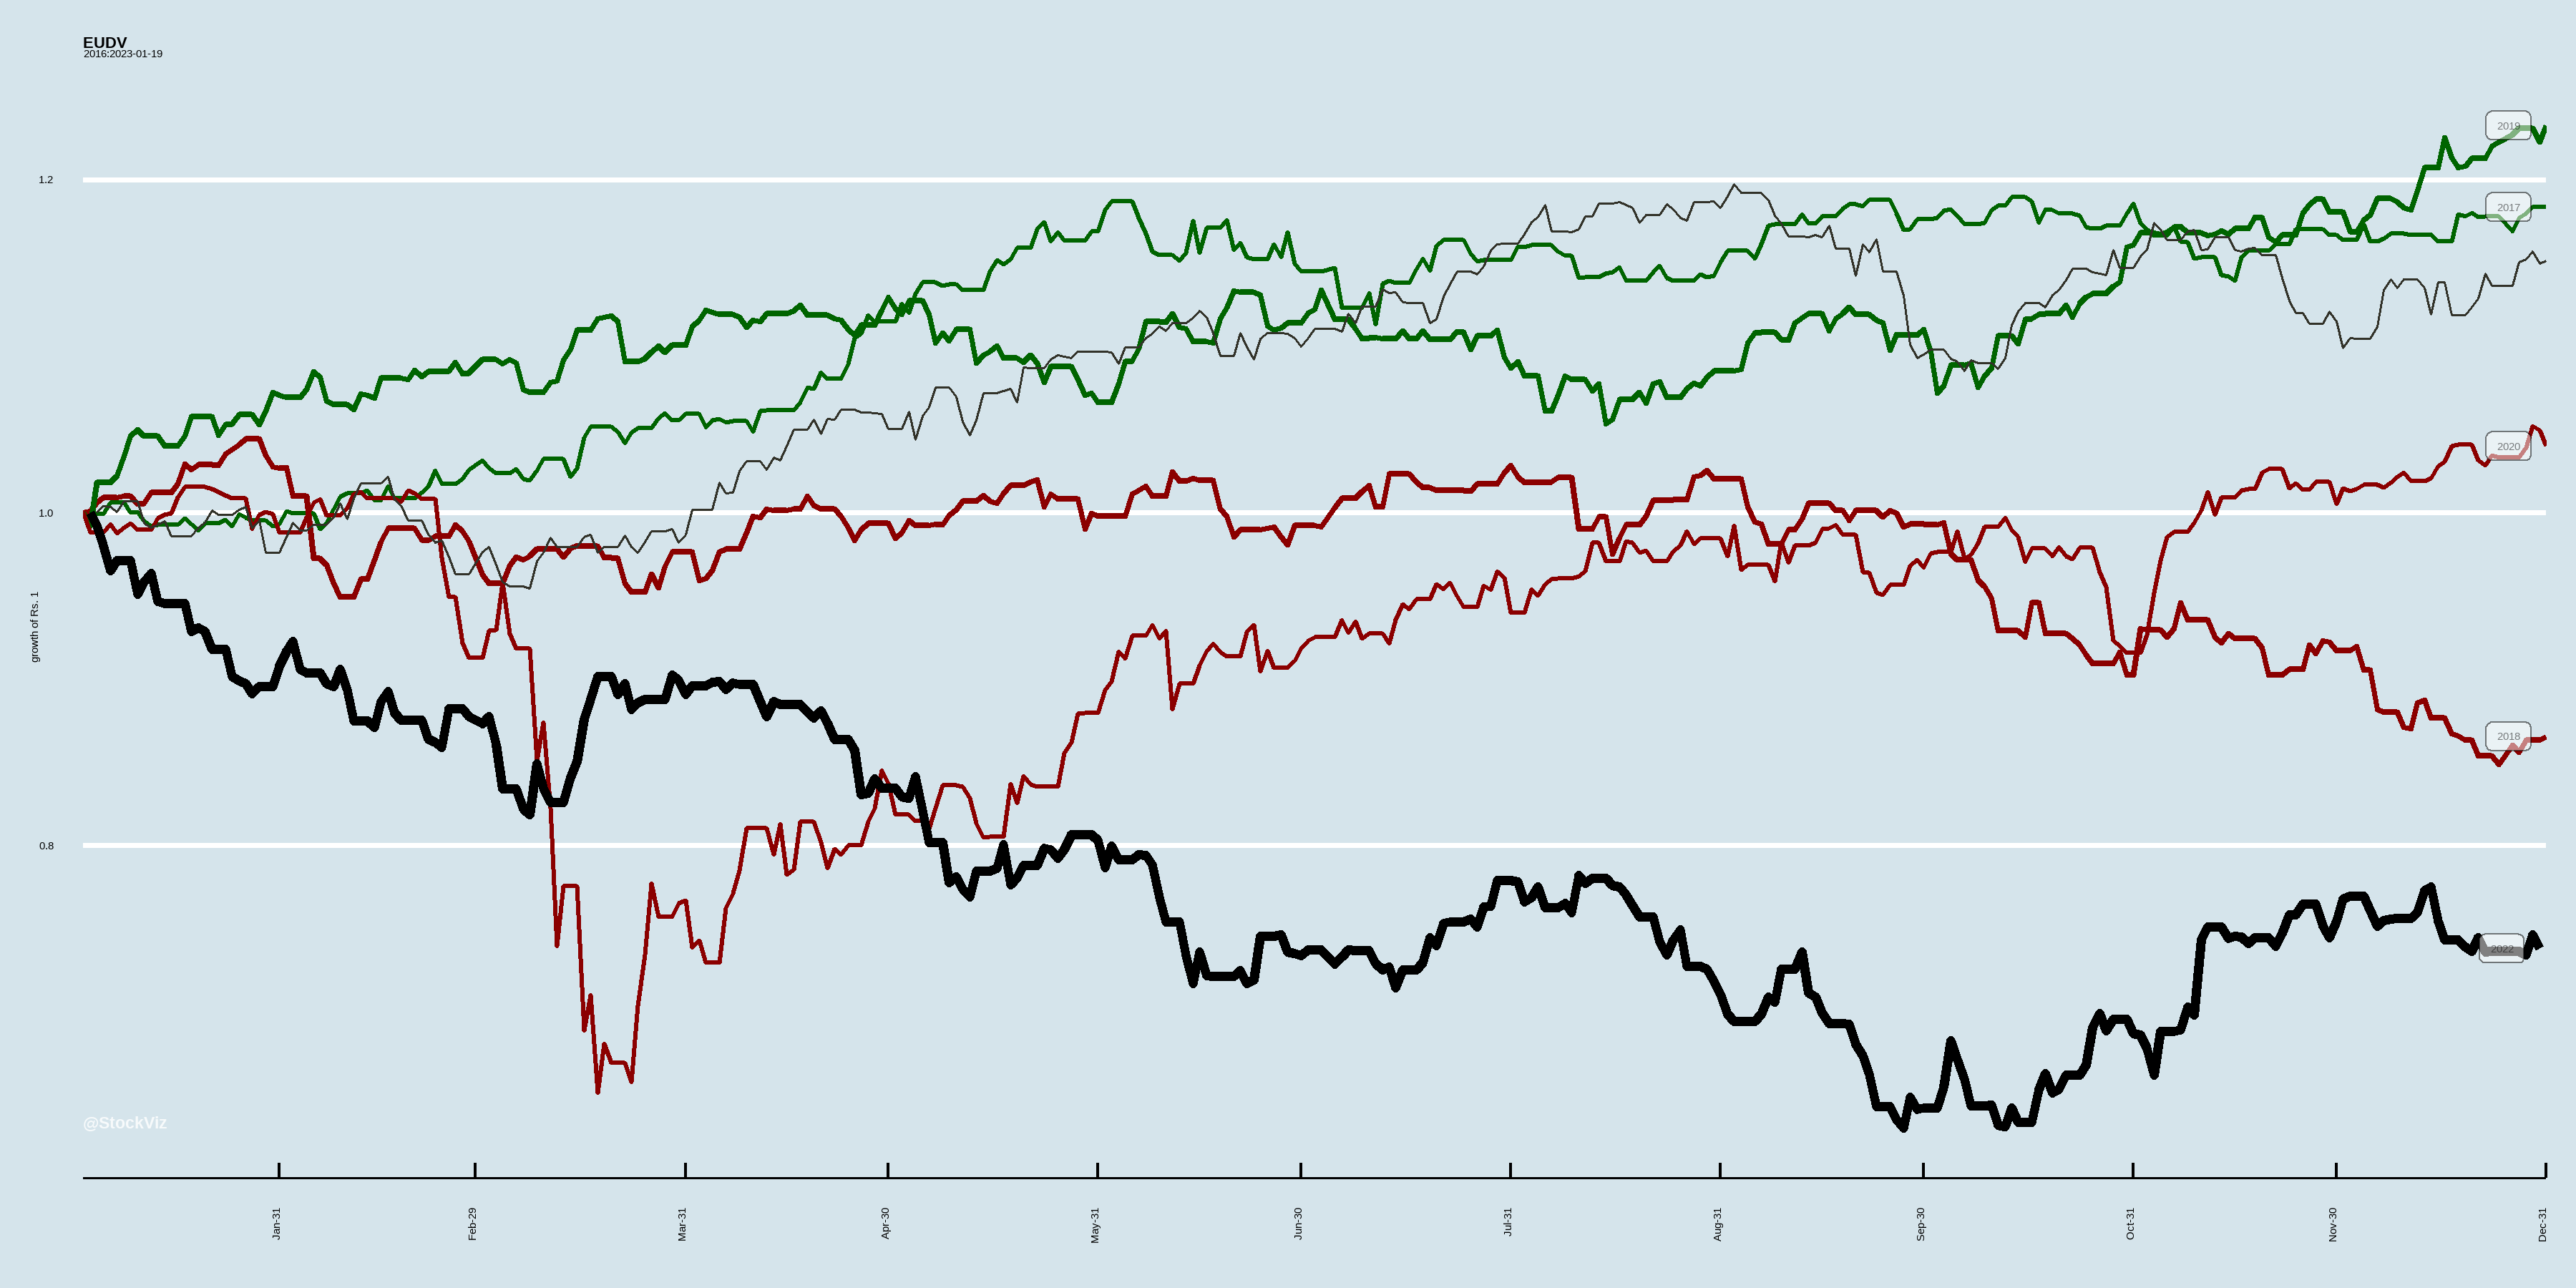 EUDV
2016:2023-01-19
2019
1.2
2017
2020
1.0
growth of Rs. 1
2018
0.8
2022
@StockViz
Jan-31
Feb-29
Mar-31
Apr-30
May-31
Jun-30
Jul-31
Aug-31
Sep-30
Oct-31
Nov-30
Dec-31